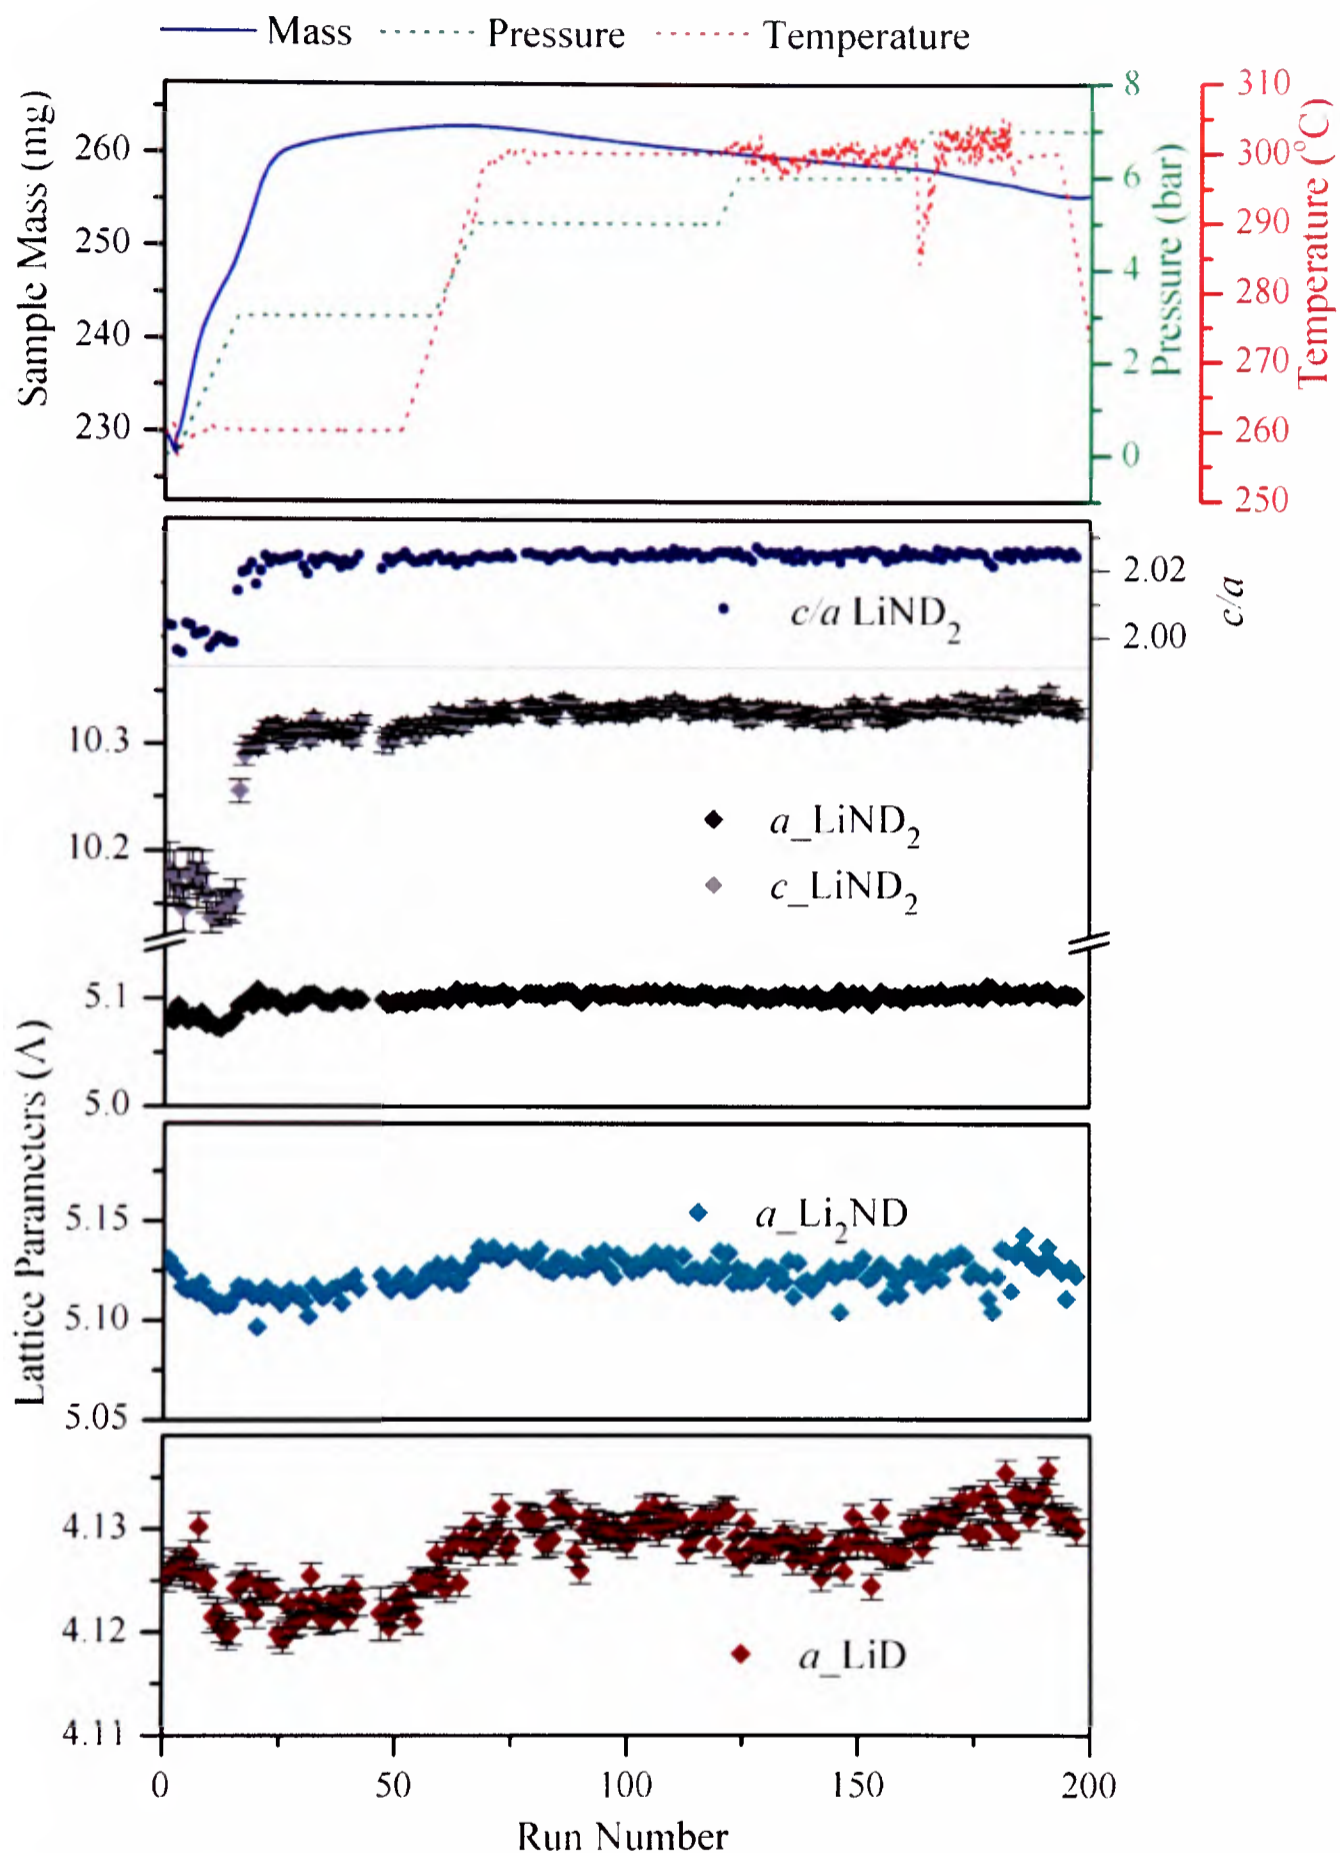 Mass Pressure Temperature
Sample Mass (mg)
260
250
240
230
8
6
4
2
0
Pressure (bar)
310
300
290
280
270
260
250
Temperature (°C)
c/a LiND2
2.02
2.00
c/a
10.3
10.2
a_LiND2
c_LiND2
5.1
5.0
Lattice Parameters (Å)
a_Li2ND
5.15
5.10
5.05
4.13
4.12
a_LiD
4.11
0 50 100 150 200
Run Number